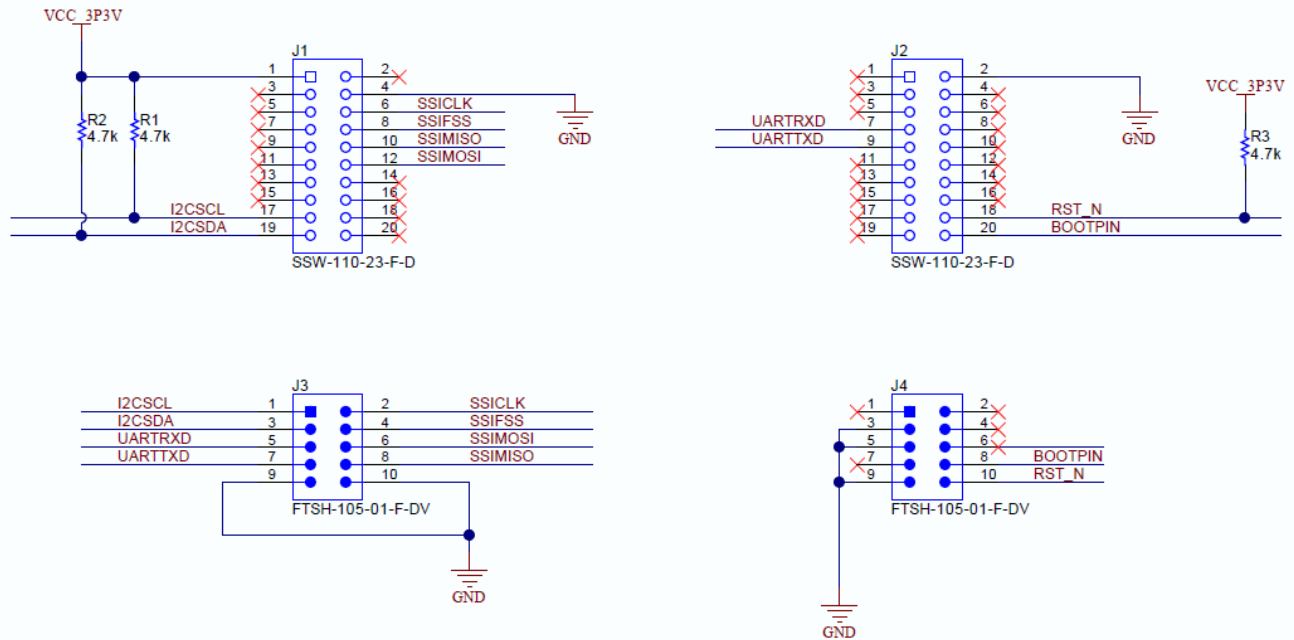 VCC_3P3V
J1
1 2
3 4
5 6 SSICLK
7 8 SSIFSS
9 10 SSIMISO
11 12 SSIMOSI
13 14
15 16
I2CSCL 17 18
I2CSDA 19 20
SSW-110-23-F-D
R2
4.7k
R1
4.7k
GND
J2
1 2
3 4
5 6
UARTRXD 7 8
UARTTXD 9 10
11 12
13 14
15 16
17 18 RST_N
19 20 BOOTPIN
SSW-110-23-F-D
GND
VCC_3P3V
R3
4.7k
J3
I2CSCL 1 2 SSICLK
I2CSDA 3 4 SSIFSS
UARTRXD 5 6 SSIMOSI
UARTTXD 7 8 SSIMISO
9 10
FTSH-105-01-F-DV
GND
J4
1 2
3 4
5 6
7 8 BOOTPIN
9 10 RST_N
FTSH-105-01-F-DV
GND